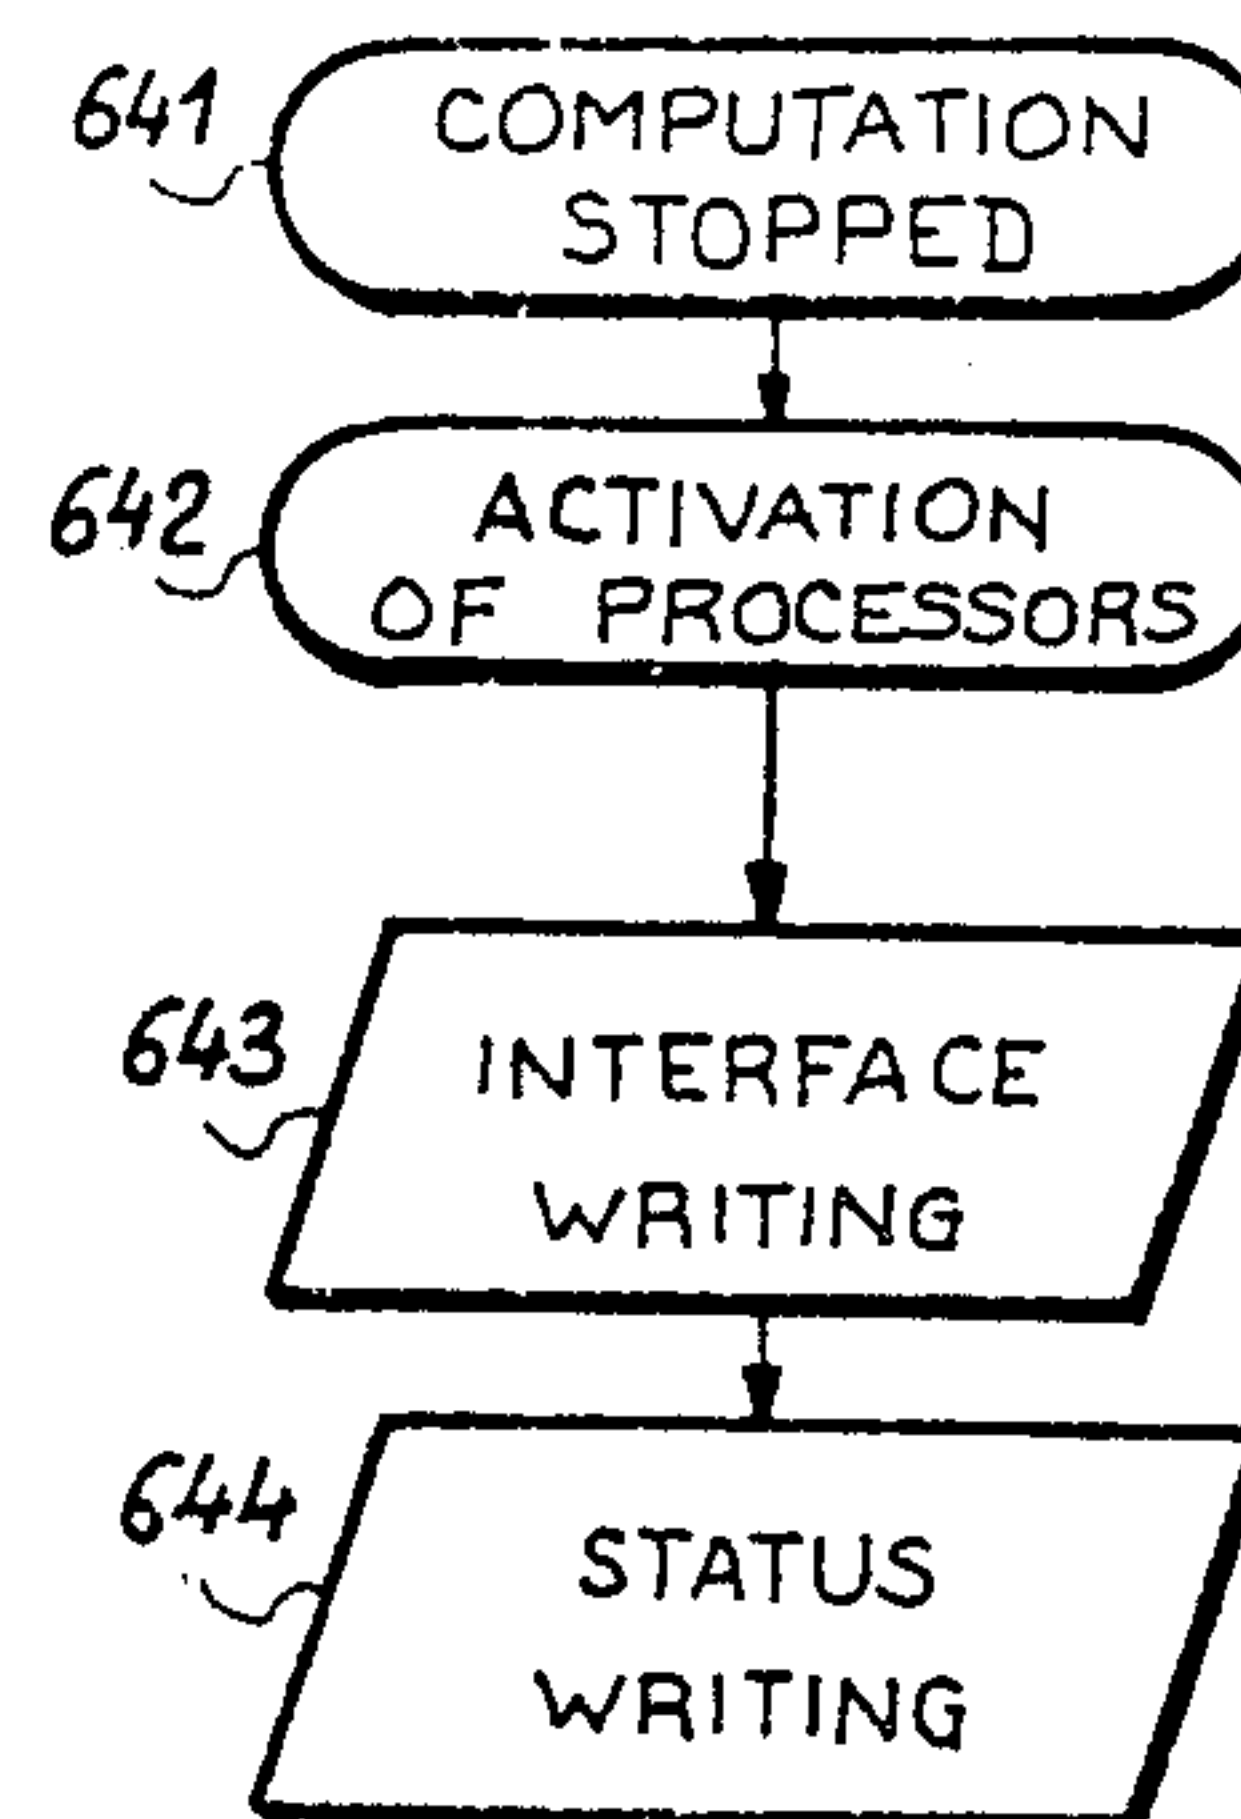 641
COMPUTATION
STOPPED
642
ACTIVATION
OF PROCESSORS
643
INTERFACE
WRITING
644
STATUS
WRITING